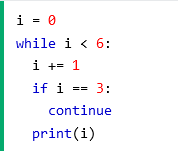 i = 0
while i < 6:
  i += 1
  if i == 3:
    continue
  print(i)